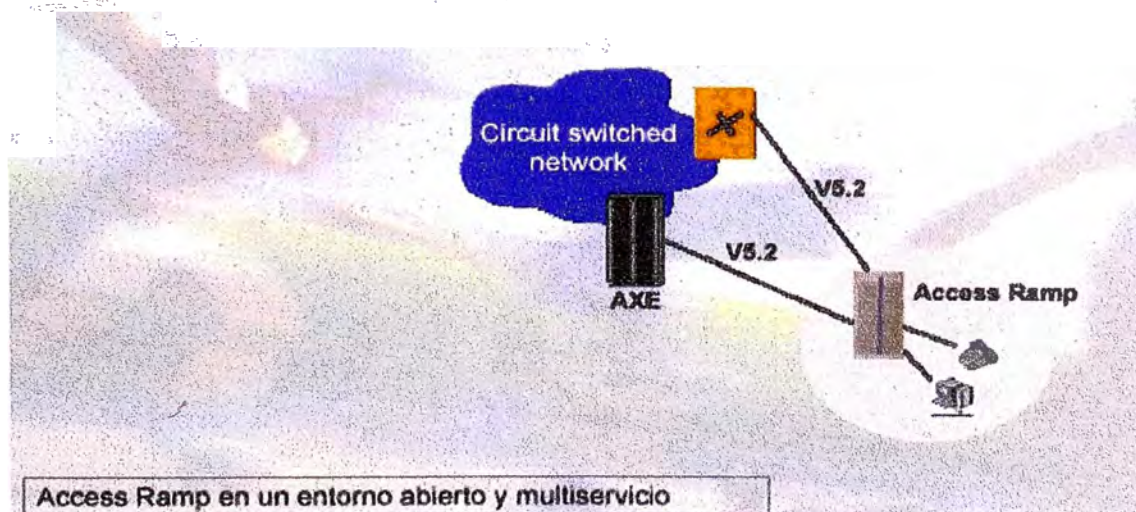 Circuit switched
network
V5.2
V5.2
AXE
Access Ramp
Access Ramp en un entorno abierto y multiservicio